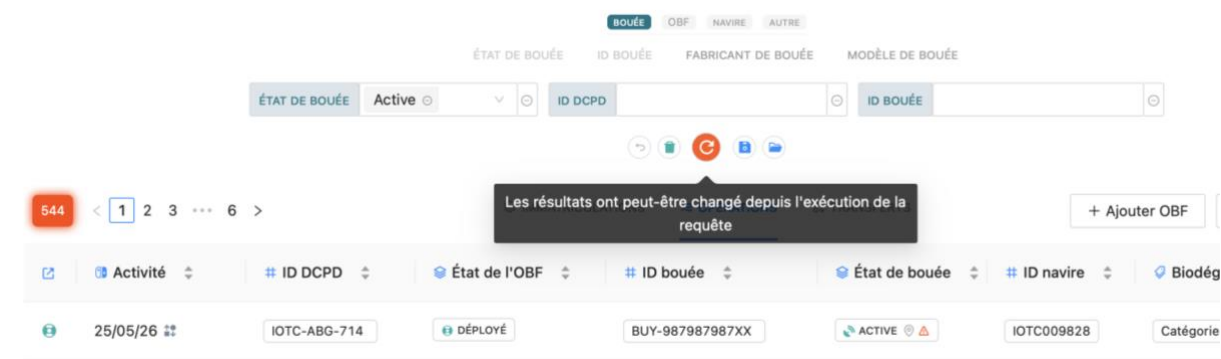 BOUÉE OBF NAVIRE AUTRE
ÉTAT DE BOUÉE ID BOUÉE FABRICANT DE BOUÉE MODÈLE DE BOUÉE
ÉTAT DE BOUÉE Active ID DCPD ID BOUÉE
544 < 1 2 3 ··· 6 >
Les résultats ont peut-être changé depuis l'exécution de la
requête
+ Ajouter OBF
Activité # ID DCPD État de l'OBF # ID bouée État de bouée # ID navire Biodég
25/05/26 IOTC-ABG-714 DÉPLOYÉ BUY-987987987XX ACTIVE IOTC009828 Catégorie